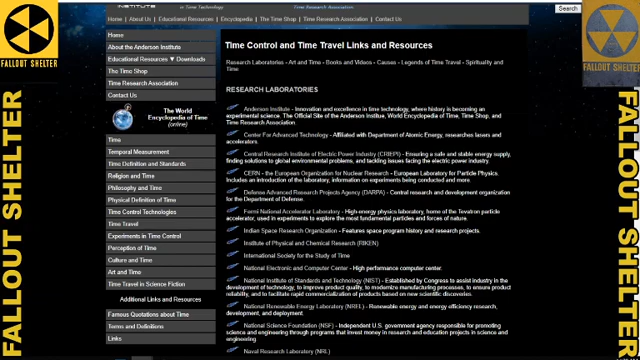 INSTITUTE
in Time Technology
Time Research Association
Search
Home | About Us | Educational Resources | Encyclopedia | The Time Shop | Time Research Association | Contact Us
Home
About the Anderson Institute
Educational Resources ▼ Downloads
The Time Shop
Time Research Association
Contact Us
The World
Encyclopedia of Time
(online)
Time
Temporal Measurement
Time Definition and Standards
Religion and Time
Philosophy and Time
Physical Definition of Time
Time Control Technologies
Time Travel
Experiments in Time Control
Perception of Time
Culture and Time
Art and Time
Time Travel in Science Fiction
Additional Links and Resources
Famous Quotations about Time
Terms and Definitions
Links
Time Control and Time Travel Links and Resources
Research Laboratories - Art and Time - Books and Videos - Causes - Legends of Time Travel - Spirituality and
Time
RESEARCH LABORATORIES
Anderson Institute - Innovation and excellence in time technology, where history is becoming an
experimental science. The Official Site of the Anderson Institute, World Encyclopedia of Time, Time Shop, and
Time Research Association.
Center For Advanced Technology - Affiliated with Department of Atomic Energy, researches lasers and
accelerators.
Central Research Institute of Electric Power Industry (CRIEPI) - Ensuring a safe and stable energy supply,
finding solutions to global environmental problems, and tackling issues facing the electric power industry.
CERN - the European Organization for Nuclear Research - European Laboratory for Particle Physics.
Includes an introduction of the laboratory, information on experiments being conducted and more.
Defense Advanced Research Projects Agency (DARPA) - Central research and development organization
for the Department of Defense.
Fermi National Accelerator Laboratory - High-energy physics laboratory, home of the Tevatron particle
accelerator, used in experiments to explore the most fundamental particles and forces of nature.
Indian Space Research Organization - Features space program history and research projects.
Institute of Physical and Chemical Research (RIKEN)
International Society for the Study of Time
National Electronic and Computer Center - High performance computer center.
National Institute of Standards and Technology (NIST) - Established by Congress to assist industry in the
development of technology, to improve product quality, to modernize manufacturing processes, to ensure product
reliability, and to facilitate rapid commercialization of products based on new scientific discoveries.
National Renewable Energy Laboratory (NREL) - Renewable energy and energy efficiency research,
development, and deployment.
National Science Foundation (NSF) - Independent U.S. government agency responsible for promoting
science and engineering through programs that invest money in research and education projects in science and
engineering.
Naval Research Laboratory (NRL)
FALLOUT SHELTER
FALLOUT SHELTER
FALLOUT SHELTER
FALLOUT SHELTER